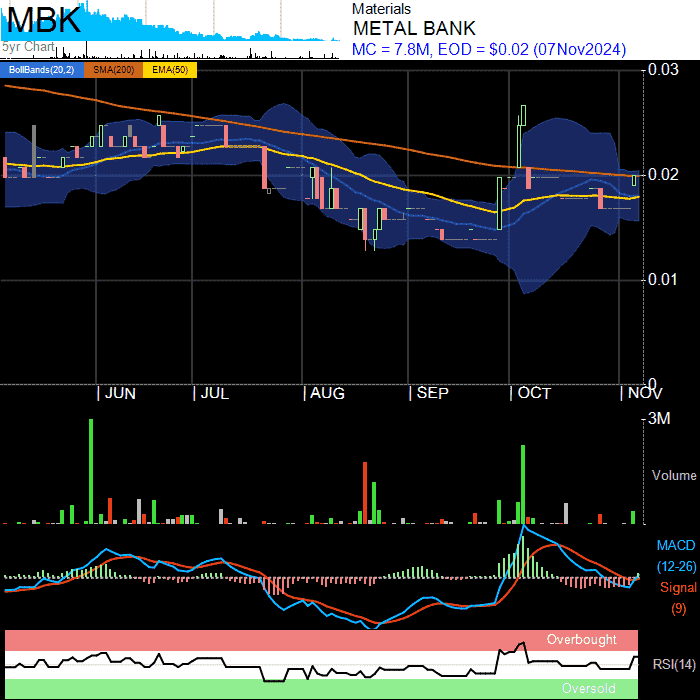 MBK
5yr Chart
Materials
METAL BANK
MC = 7.8M, EOD = $0.02 (07Nov2024)
BollBands(20,2) SMA(200) EMA(50)
0.03
0.02
0.01
0
JUN JUL AUG SEP OCT NOV
3M
Volume
MACD
(12-26)
Signal
(9)
Overbought
RSI(14)
Oversold